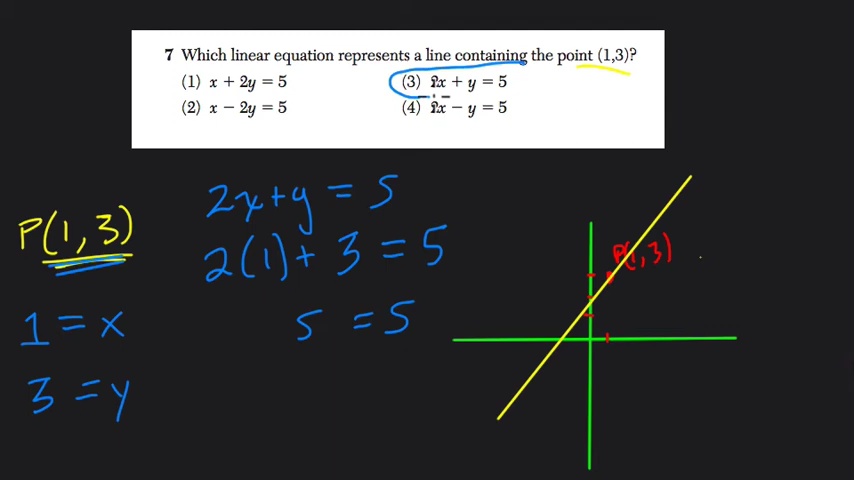 7 Which linear equation represents a line containing the point (1,3)?
(1) x + 2y = 5 (3) 2x + y = 5
(2) x − 2y = 5 (4) 2x − y = 5
2x+y = 5
P(1,3)
2(1)+ 3 = 5
P(1,3)
1 = x
5 = 5
3 = y